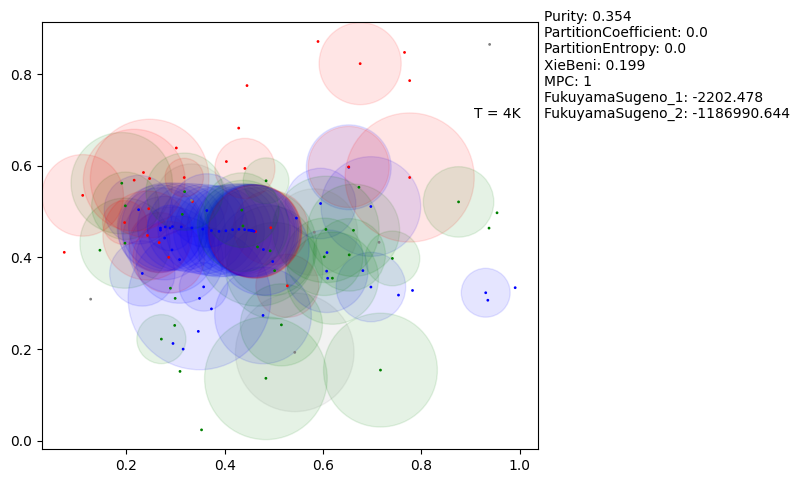 Purity: 0.354
PartitionCoefficient: 0.0
PartitionEntropy: 0.0
XieBeni: 0.199
MPC: 1
FukuyamaSugeno_1: -2202.478
FukuyamaSugeno_2: -1186990.644
T = 4K
0.8
0.6
0.4
0.2
0.0
0.2 0.4 0.6 0.8 1.0